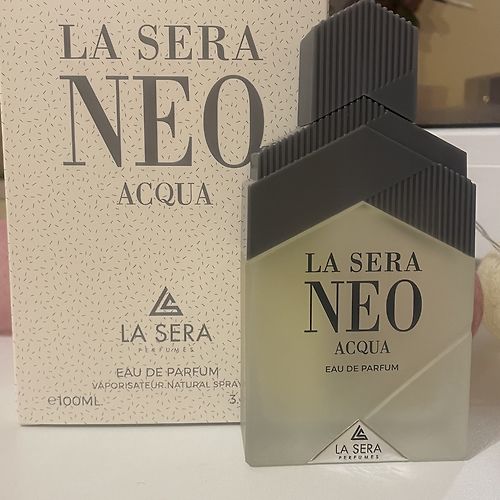 LA SERA
NEO
ACQUA
LA SERA
PERFUMES
EAU DE PARFUM
VAPORISATEUR.NATURAL SPRAY
℮100ML
LA SERA
NEO
ACQUA
EAU DE PARFUM
LA SERA
PERFUMES